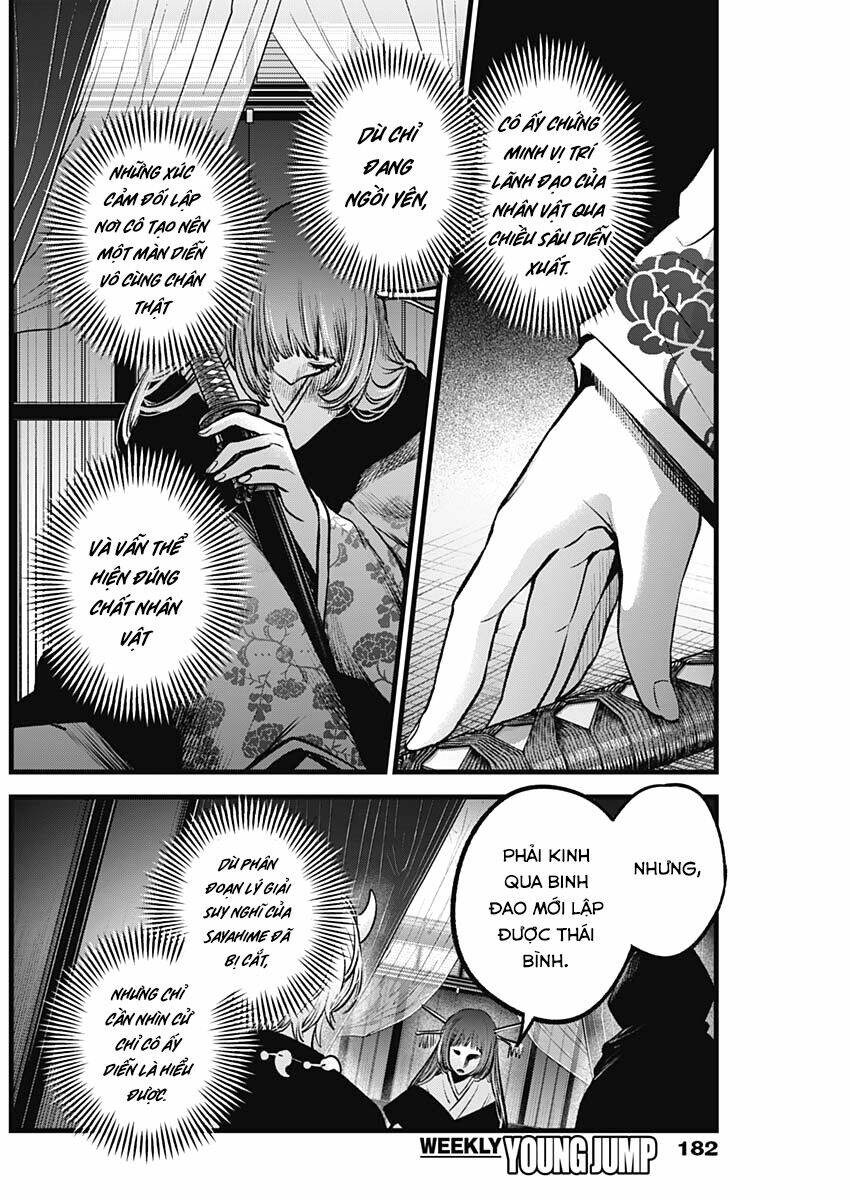 CÔ ẤY CHỨNG
MINH VỊ TRÍ
LÃNH ĐẠO CỦA
NHÂN VẬT QUA
CHIỀU SÂU DIỄN
XUẤT.
DÙ CHỈ
ĐANG
NGỒI YÊN,
NHỮNG XÚC
CẢM ĐỐI LẬP
NƠI CÔ TẠO NÊN
MỘT MÀN DIỄN
VÔ CÙNG CHÂN
THẬT
VÀ VẪN THỂ
HIỆN ĐÚNG
CHẤT NHÂN
VẬT
NHƯNG,
PHẢI KINH
QUA BINH
ĐAO MỚI LẬP
ĐƯỢC THÁI
BÌNH.
DÙ PHÂN
ĐOẠN LÝ GIẢI
SUY NGHĨ CỦA
SAYAHIME ĐÃ
BỊ CẮT,
NHƯNG CHỈ
CẦN NHÌN CỬ
CHỈ CÔ ẤY
DIỄN LÀ HIỂU
ĐƯỢC.
WEEKLY YOUNG JUMP 182